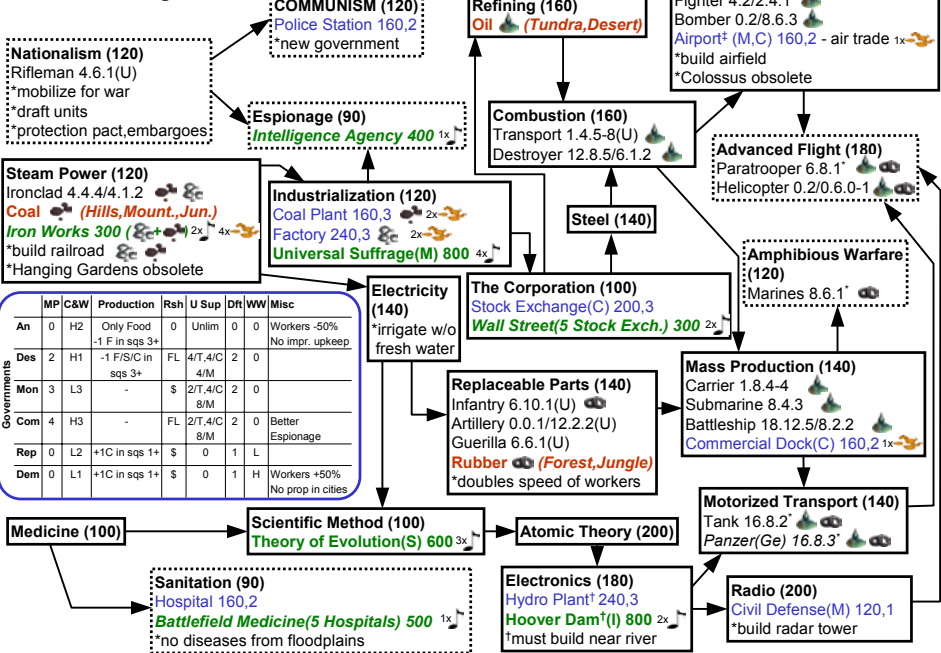 COMMUNISM (120)
Police Station 160,2
*new government
Refining (160)
Oil (Tundra,Desert)
Fighter 4.2/2.4.1
Bomber 0.2/8.6.3
Airport‡ (M,C) 160,2 - air trade 1x
*build airfield
*Colossus obsolete
Nationalism (120)
Rifleman 4.6.1(U)
*mobilize for war
*draft units
*protection pact,embargoes
Espionage (90)
Intelligence Agency 400 1x
Combustion (160)
Transport 1.4.5-8(U)
Destroyer 12.8.5/6.1.2
Advanced Flight (180)
Paratrooper 6.8.1*
Helicopter 0.2/0.6.0-1
Steam Power (120)
Ironclad 4.4.4/4.1.2
Coal (Hills,Mount.,Jun.)
Iron Works 300 ( + ) 2x 4x
*build railroad
*Hanging Gardens obsolete
Industrialization (120)
Coal Plant 160,3 2x
Factory 240,3 2x
Universal Suffrage(M) 800 4x
Steel (140)
Amphibious Warfare
(120)
Marines 8.6.1*
Electricity
(140)
*irrigate w/o
fresh water
The Corporation (100)
Stock Exchange(C) 200,3
Wall Street(5 Stock Exch.) 300 2x
Governments
MP C&W Production Rsh U Sup Dft WW Misc
An 0 H2 Only Food 0 Unlim 0 0 Workers -50%
-1 F in sqs 3+ No impr. upkeep
Des 2 H1 -1 F/S/C in FL 4/T,4/C 2 0
sqs 3+ 4/M
Mon 3 L3 - $ 2/T,4/C 2 0
8/M
Com 4 H3 - FL 2/T,4/C 2 0 Better
8/M Espionage
Rep 0 L2 +1C in sqs 1+ $ 0 1 L
Dem 0 L1 +1C in sqs 1+ $ 0 1 H Workers +50%
No prop in cities
Replaceable Parts (140)
Infantry 6.10.1(U)
Artillery 0.0.1/12.2.2(U)
Guerilla 6.6.1(U)
Rubber (Forest,Jungle)
*doubles speed of workers
Mass Production (140)
Carrier 1.8.4-4
Submarine 8.4.3
Battleship 18.12.5/8.2.2
Commercial Dock(C) 160,2 1x
Motorized Transport (140)
Tank 16.8.2*
Panzer(Ge) 16.8.3*
Medicine (100)
Scientific Method (100)
Theory of Evolution(S) 600 3x
Atomic Theory (200)
Sanitation (90)
Hospital 160,2
Battlefield Medicine(5 Hospitals) 500 1x
*no diseases from floodplains
Electronics (180)
Hydro Plant† 240,3
Hoover Dam†(I) 800 2x
†must build near river
Radio (200)
Civil Defense(M) 120,1
*build radar tower